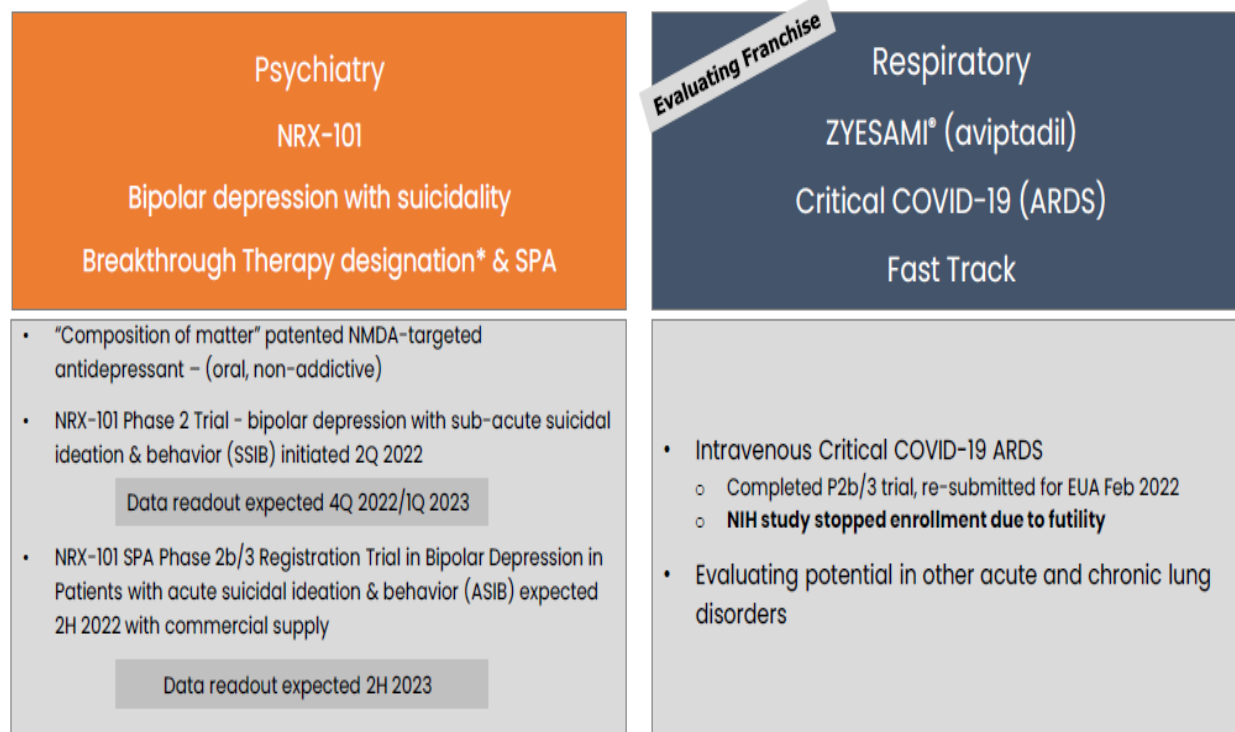 Psychiatry
NRX-101
Bipolar depression with suicidality
Breakthrough Therapy designation* & SPA
• “Composition of matter” patented NMDA-targeted
antidepressant – (oral, non-addictive)
• NRX-101 Phase 2 Trial - bipolar depression with sub-acute suicidal
ideation & behavior (SSIB) initiated 2Q 2022
Data readout expected 4Q 2022/1Q 2023
• NRX-101 SPA Phase 2b/3 Registration Trial in Bipolar Depression in
Patients with acute suicidal ideation & behavior (ASIB) expected
2H 2022 with commercial supply
Data readout expected 2H 2023
Evaluating Franchise
Respiratory
ZYESAMI® (aviptadil)
Critical COVID-19 (ARDS)
Fast Track
• Intravenous Critical COVID-19 ARDS
o Completed P2b/3 trial, re-submitted for EUA Feb 2022
o NIH study stopped enrollment due to futility
• Evaluating potential in other acute and chronic lung
disorders